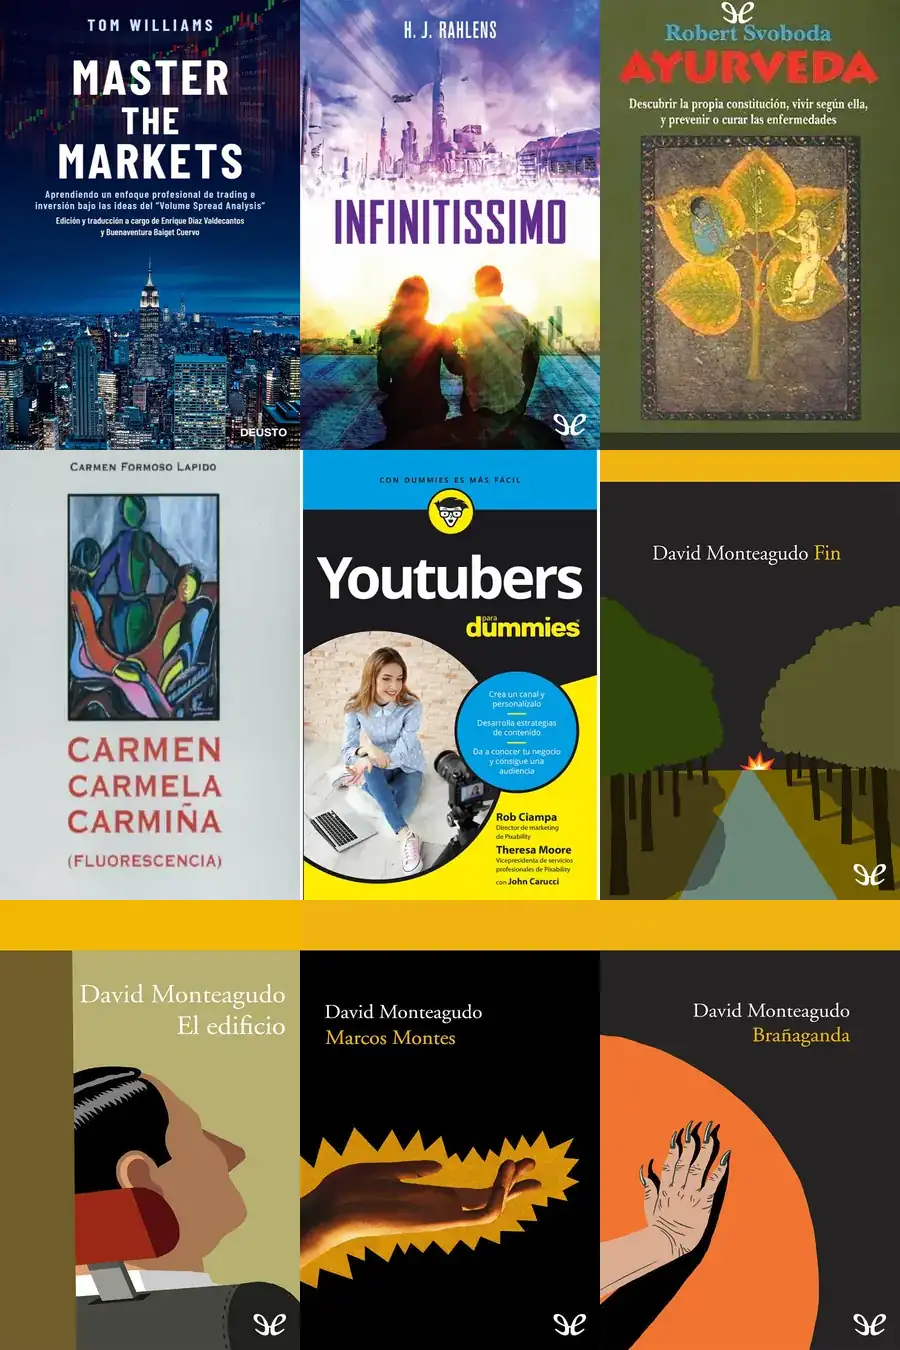 TOM WILLIAMS
MASTER
THE
MARKETS
Aprendiendo un enfoque profesional de trading e
inversión bajo las ideas del “Volume Spread Analysis”
Edición y traducción a cargo de Enrique Díaz Valdecantos
y Buenaventura Baiget Cuervo
DEUSTO
H. J. RAHLENS
INFINITISSIMO
Robert Svoboda
AYURVEDA
Descubrir la propia constitución, vivir según ella,
y prevenir o curar las enfermedades
CARMEN FORMOSO LAPIDO
CARMEN
CARMELA
CARMIÑA
(FLUORESCENCIA)
CON DUMMIES ES MÁS FÁCIL
Youtubers
para
dummies
Crea un canal y
personalízalo
Desarrolla estrategias
de contenido
Da a conocer tu negocio
y consigue una
audiencia
Rob Ciampa
Director de marketing
de Pixability
Theresa Moore
Vicepresidenta de servicios
profesionales de Pixability
con John Carucci
David Monteagudo Fin
David Monteagudo
El edificio
David Monteagudo
Marcos Montes
David Monteagudo
Brañaganda